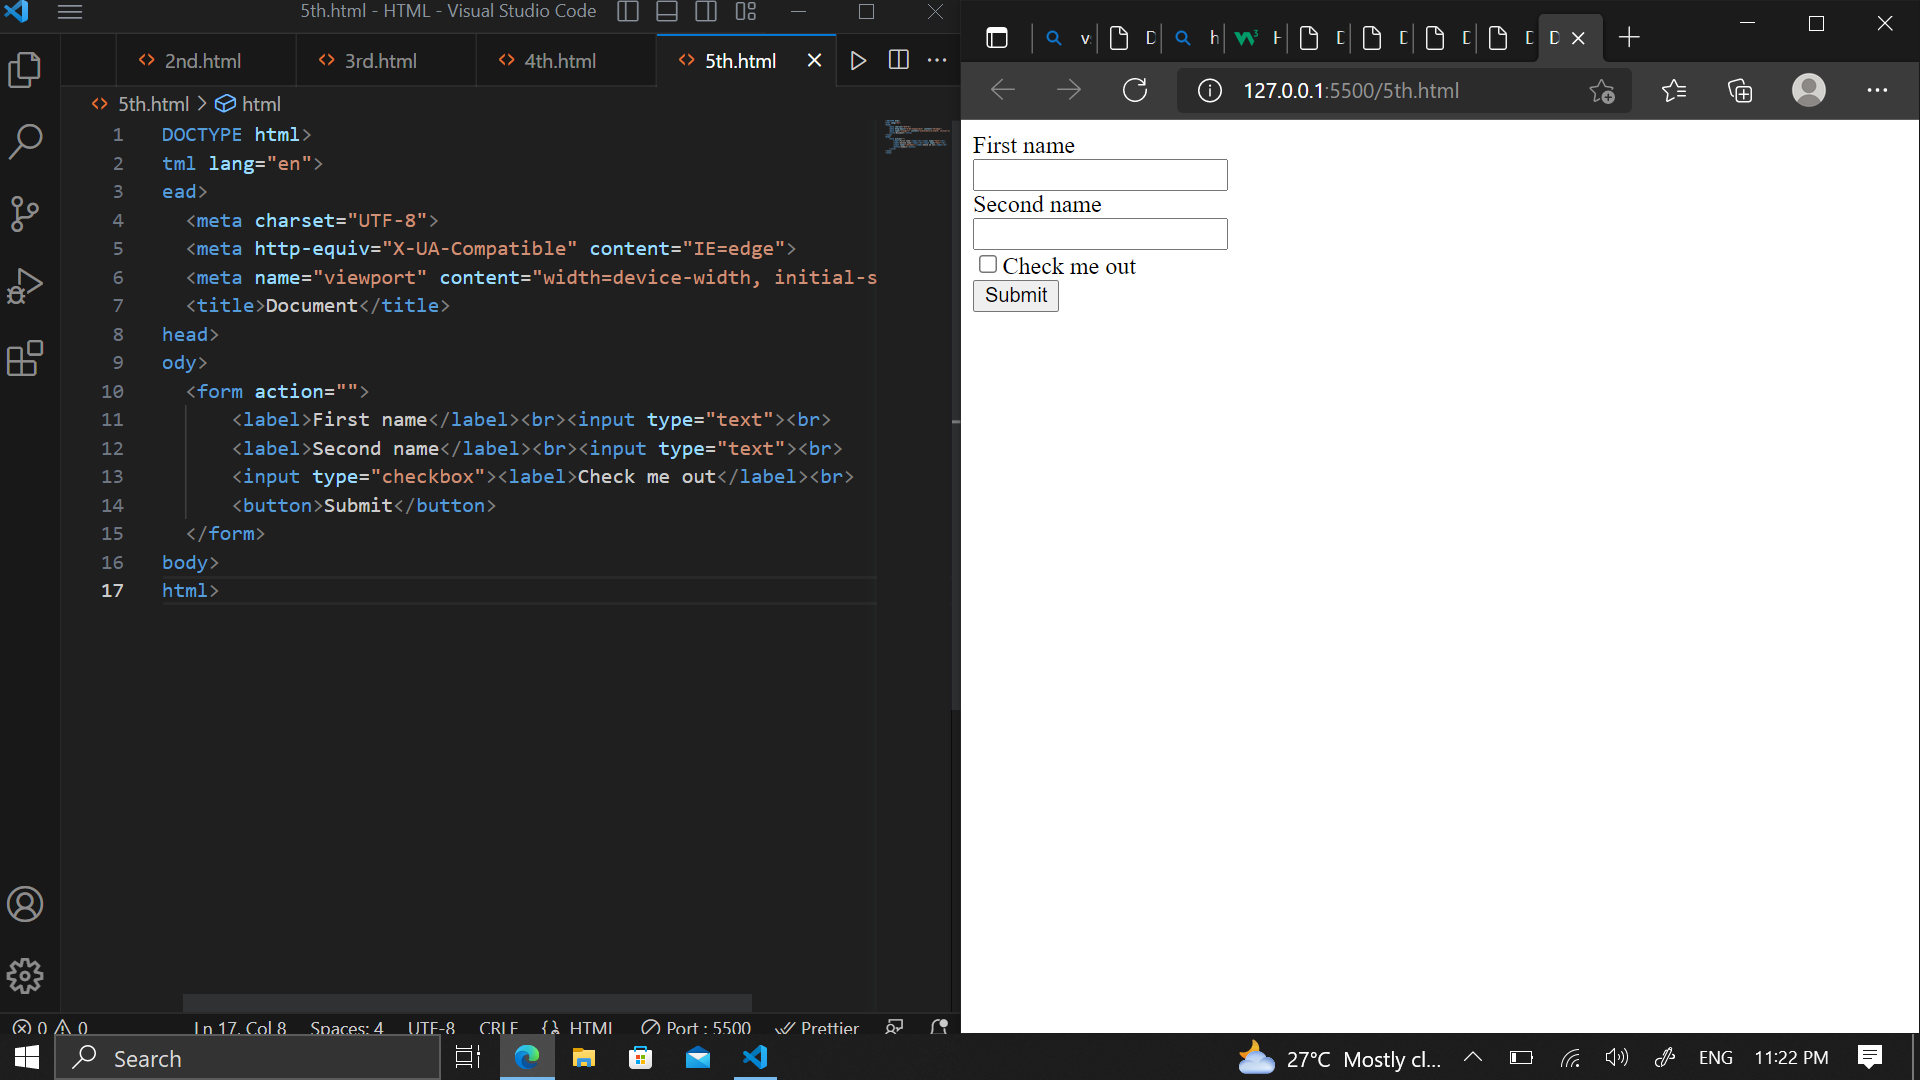 5th.html - HTML - Visual Studio Code
2nd.html
3rd.html
4th.html
5th.html
5th.html > html
1 DOCTYPE html>
2 tml lang="en">
3 ead>
4 <meta charset="UTF-8">
5 <meta http-equiv="X-UA-Compatible" content="IE=edge">
6 <meta name="viewport" content="width=device-width, initial-s
7 <title>Document</title>
8 head>
9 ody>
10 <form action="">
11 <label>First name</label><br><input type="text"><br>
12 <label>Second name</label><br><input type="text"><br>
13 <input type="checkbox"><label>Check me out</label><br>
14 <button>Submit</button>
15 </form>
16 body>
17 html>
0 0
Ln 17, Col 8
Spaces: 4
UTF-8
CRLF
HTML
Port : 5500
Prettier
v
D
h
H
D
D
D
D
D
127.0.0.1:5500/5th.html
First name
Second name
Check me out
Submit
Search
27°C Mostly cl...
ENG
11:22 PM